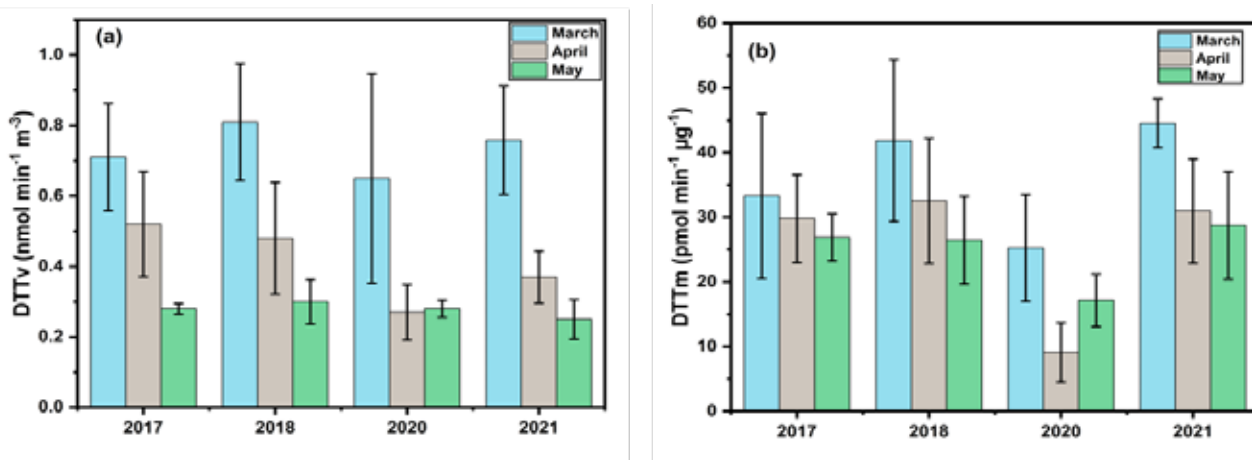 (a)
March
April
May
DTTv (nmol min⁻¹ m⁻³)
1.0
0.8
0.6
0.4
0.2
0.0
2017 2018 2020 2021
(b)
March
April
May
DTTm (pmol min⁻¹ µg⁻¹)
60
50
40
30
20
10
0
2017 2018 2020 2021